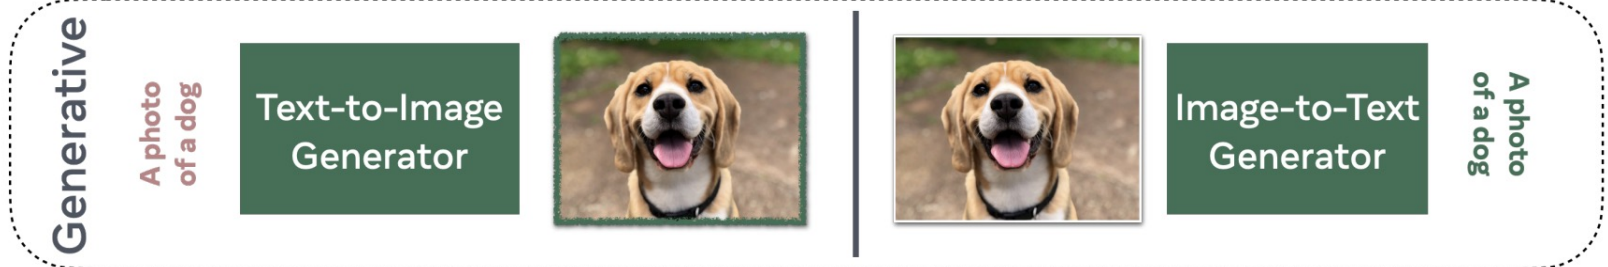 Generative
A photo
of a dog
Text-to-Image
Generator
Image-to-Text
Generator
A photo
of a dog